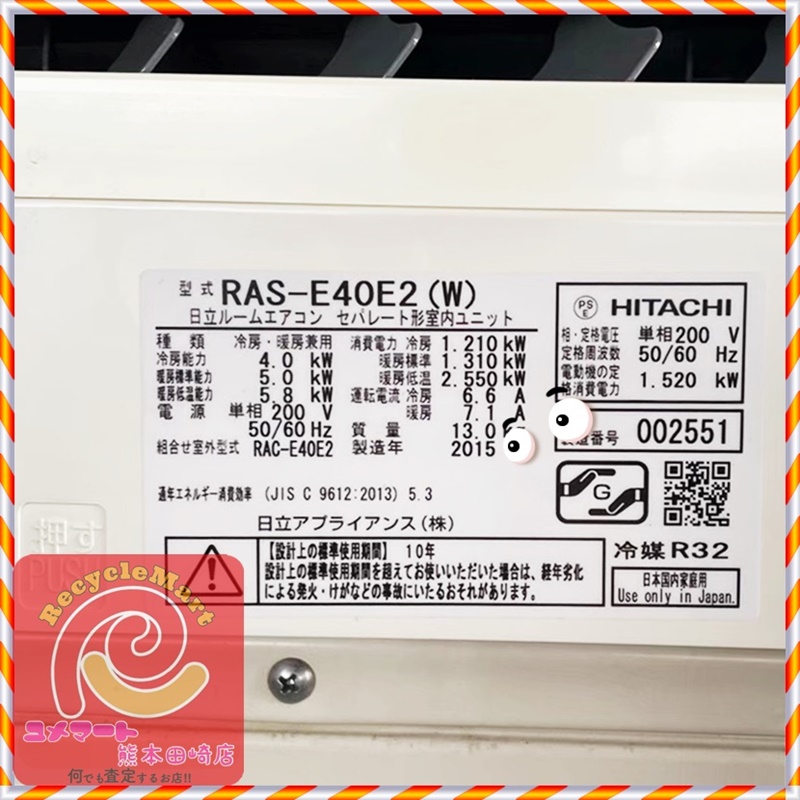 型式 RAS-E40E2(W)
日立ルームエアコン セパレート形室内ユニット
種類 冷房・暖房兼用
冷房能力 4.0 kW
暖房標準能力 5.0 kW
暖房低温能力 5.8 kW
電源 単相 200 V
50/60 Hz
組合せ室外型式 RAC-E40E2
消費電力 冷房 1.210 kW
暖房標準 1.310 kW
暖房低温 2.550 kW
運転電流 冷房 6.6 A
暖房 7.1 A
質量 13.0
製造年 2015
通年エネルギー消費効率 (JIS C 9612:2013) 5.3
日立アプライアンス(株)
PS E HITACHI
相・定格電圧 単相200 V
定格周波数 50/60 Hz
電動機の定格消費電力 1.520 kW
製造番号 002551
G
冷媒 R32
日本国内家庭用
Use only in Japan.
【設計上の標準使用期間】 10年
設計上の標準使用期間を超えてお使いいただいた場合は、経年劣化
による発火・けがなどの事故にいたるおそれがあります。
押す
PUSH
RecycleMart
ユメマート
熊本田崎店
何でも査定するお店!!